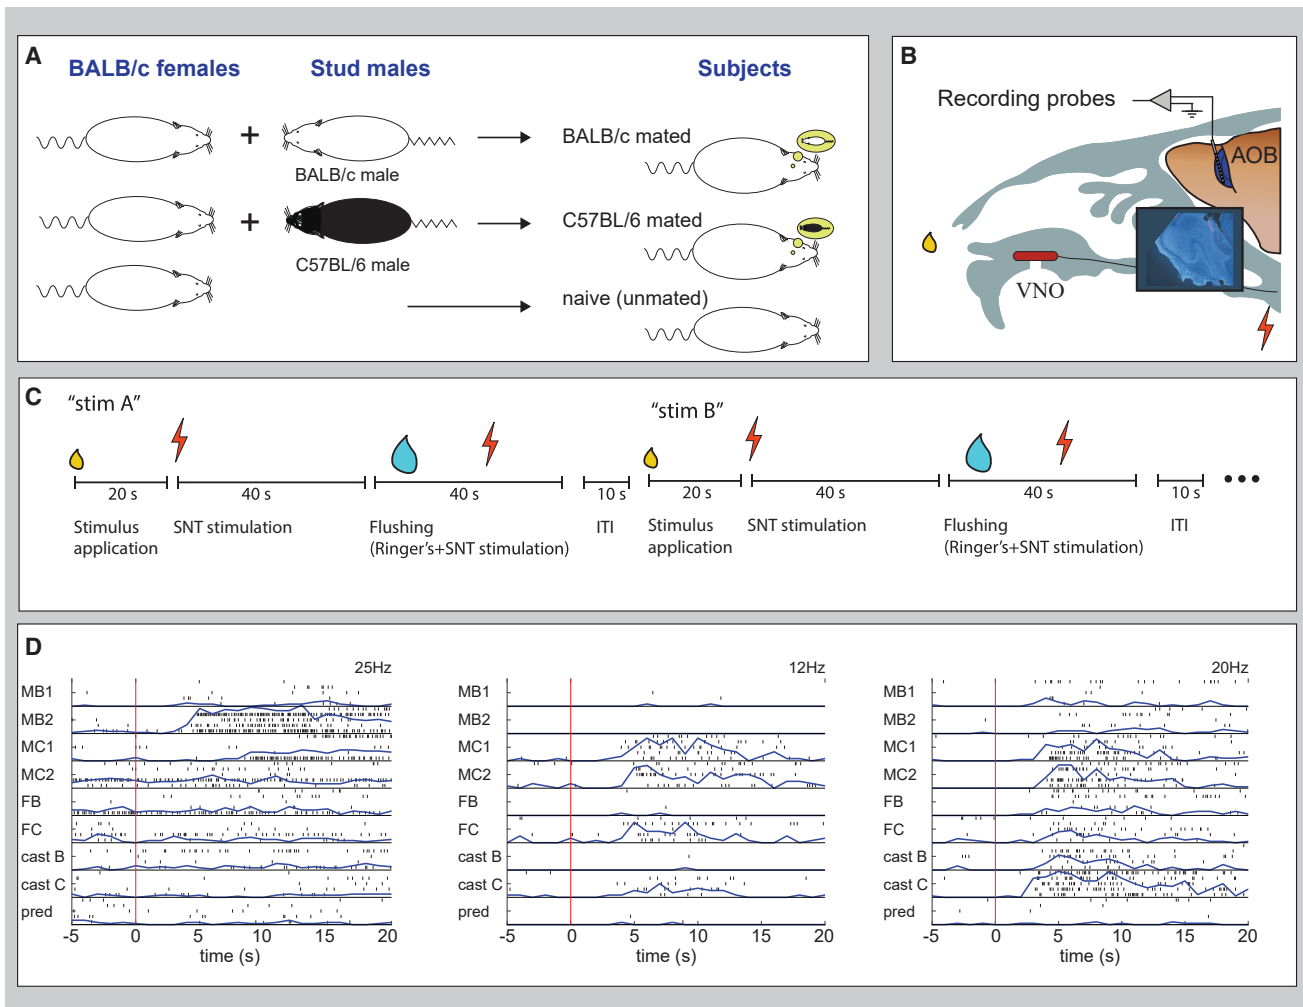 A
BALB/c females
Stud males
Subjects
+
BALB/c male
BALB/c mated
+
C57BL/6 male
C57BL/6 mated
naive (unmated)
B
Recording probes
AOB
VNO
C
“stim A”
“stim B”
20 s
40 s
40 s
10 s
20 s
40 s
40 s
10 s
Stimulus
application
SNT stimulation
Flushing
(Ringer's+SNT stimulation)
ITI
Stimulus
application
SNT stimulation
Flushing
(Ringer's+SNT stimulation)
ITI
D
25Hz
MB1
MB2
MC1
MC2
FB
FC
cast B
cast C
pred
-5 0 5 10 15 20
time (s)
12Hz
MB1
MB2
MC1
MC2
FB
FC
cast B
cast C
pred
-5 0 5 10 15 20
time (s)
20Hz
MB1
MB2
MC1
MC2
FB
FC
cast B
cast C
pred
-5 0 5 10 15 20
time (s)